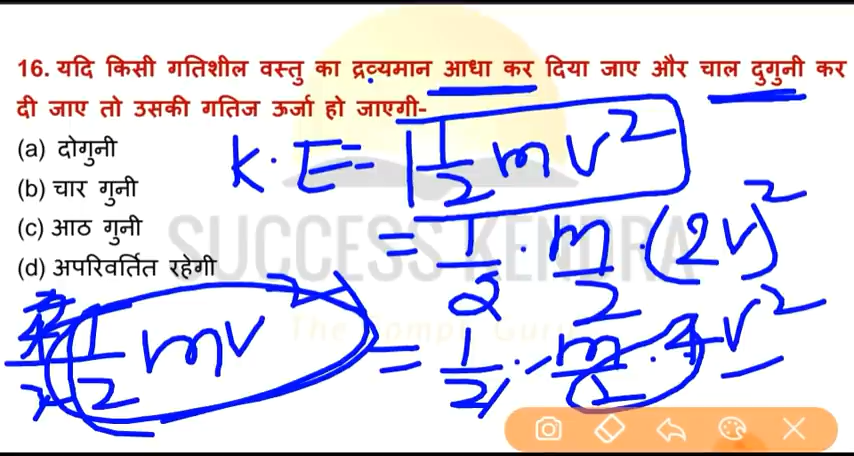 16. यदि किसी गतिशील वस्तु का द्रव्यमान आधा कर दिया जाए और चाल दुगुनी कर
दी जाए तो उसकी गतिज ऊर्जा हो जाएगी-
(a) दोगुनी
K.E = 1/2 mv²
(b) चार गुनी
(c) आठ गुनी
= 1/2 . m/2 . (2v)²
(d) अपरिवर्तित रहेगी
SUCCESS KENDRA
1/2 mv²
= 1/2 . m/2 . 4v²